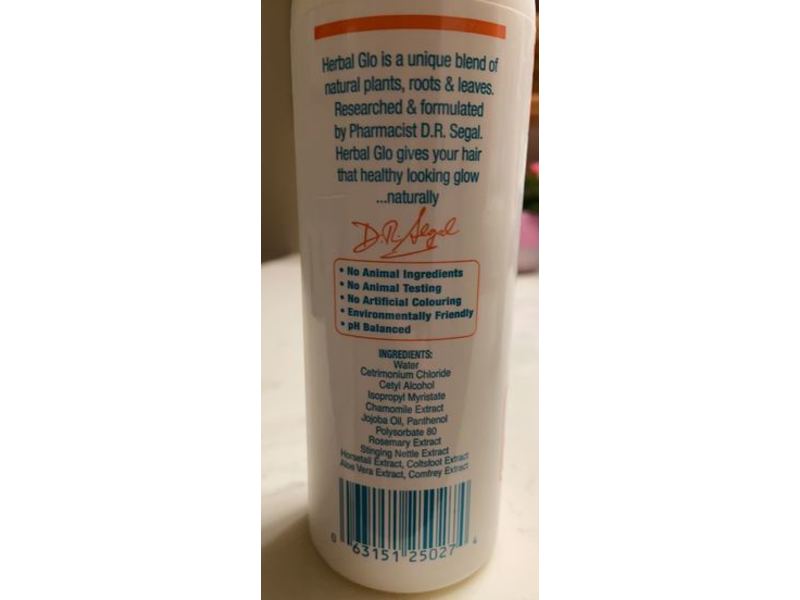 Herbal Glo is a unique blend of
natural plants, roots & leaves.
Researched & formulated
by Pharmacist D.R. Segal.
Herbal Glo gives your hair
that healthy looking glow
...naturally
D.R. Segal
• No Animal Ingredients
• No Animal Testing
• No Artificial Colouring
• Environmentally Friendly
• pH Balanced
INGREDIENTS:
Water
Cetrimonium Chloride
Cetyl Alcohol
Isopropyl Myristate
Chamomile Extract
Jojoba Oil, Panthenol
Polysorbate 80
Rosemary Extract
Stinging Nettle Extract
Horsetail Extract, Coltsfoot Extract
Aloe Vera Extract, Comfrey Extract
0 63151 25027 4